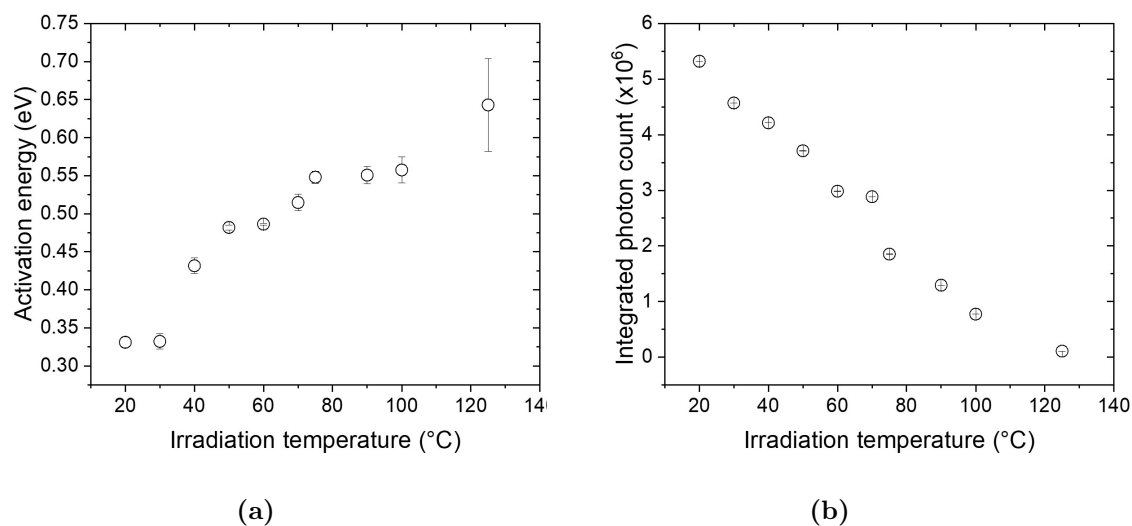 0.75
0.70
0.65
0.60
0.55
0.50
0.45
0.40
0.35
0.30
Activation energy (eV)
20 40 60 80 100 120 14
Irradiation temperature (°C)
(a)
6
5
4
3
2
1
0
Integrated photon count (x10⁶)
20 40 60 80 100 120 140
Irradiation temperature (°C)
(b)